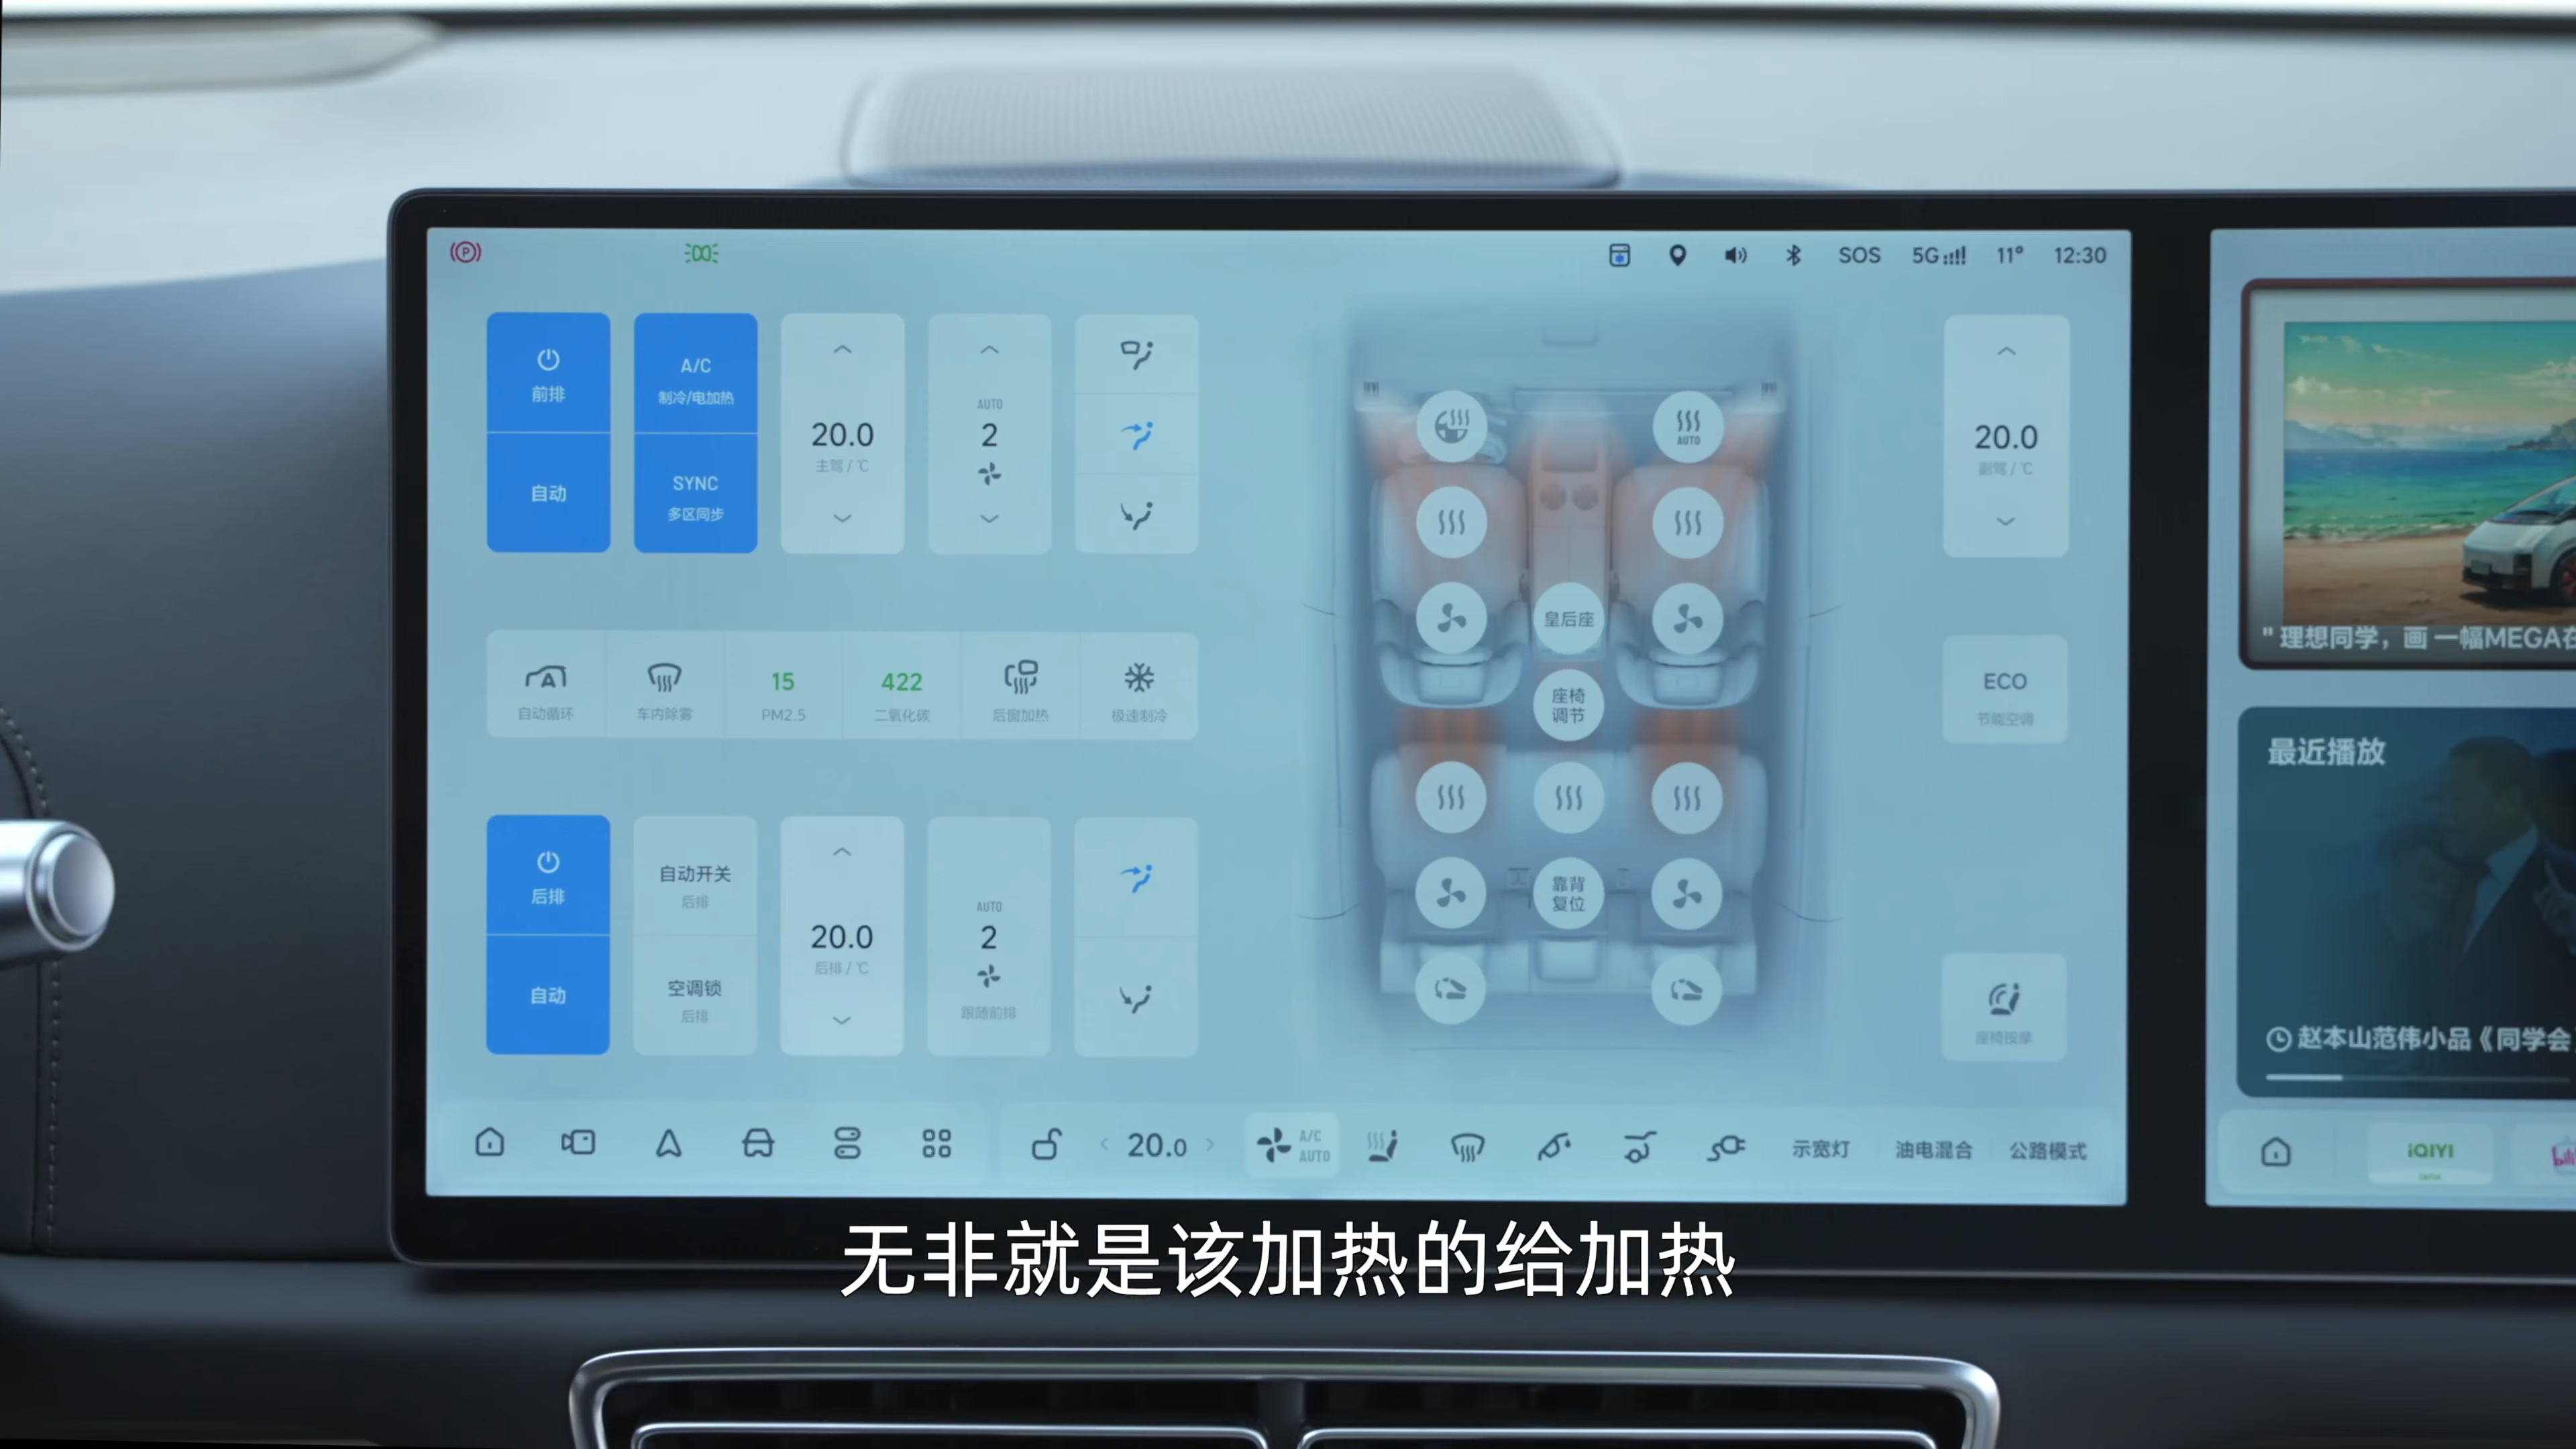 SOS 5G 11° 12:30
前排
自动
A/C
制冷/电加热
SYNC
多区同步
20.0
主驾/℃
AUTO
2
AUTO
20.0
副驾/℃
皇后座
座椅
调节
自动循环
车内除雾
15
PM2.5
422
二氧化碳
后窗加热
极速制冷
ECO
节能空调
后排
自动
自动开关
后排
空调锁
后排
20.0
后排/℃
AUTO
2
跟随前排
靠背
复位
座椅按摩
20.0
A/C
AUTO
示宽灯
油电混合
公路模式
"理想同学，画一幅MEGA在
最近播放
赵本山范伟小品《同学会
iQIYI
bili
无非就是该加热的给加热